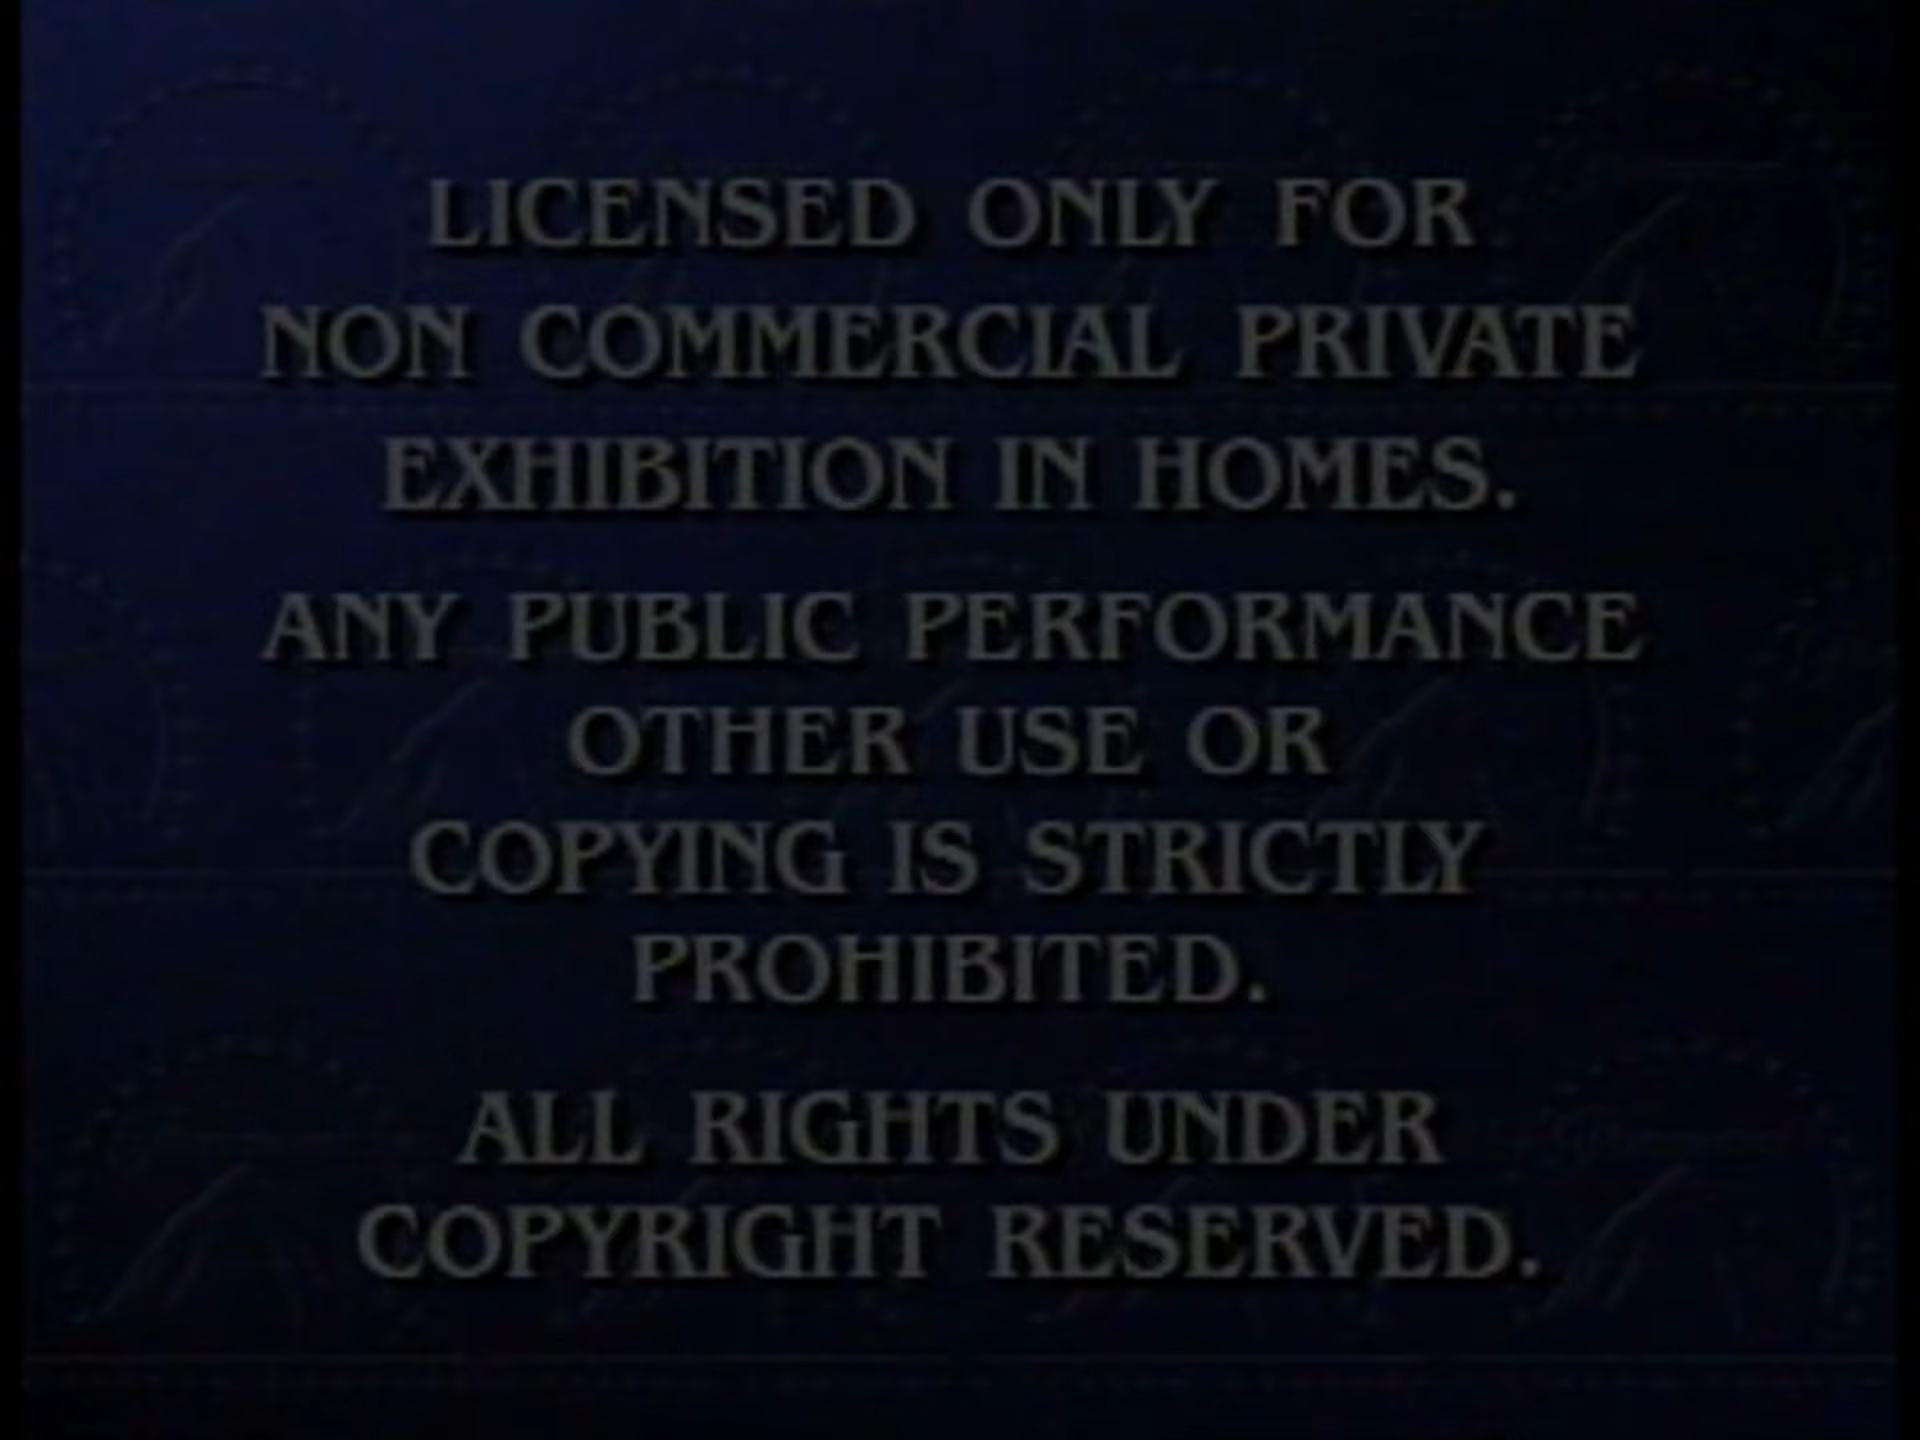 LICENSED ONLY FOR
NON COMMERCIAL PRIVATE
EXHIBITION IN HOMES.
ANY PUBLIC PERFORMANCE
OTHER USE OR
COPYING IS STRICTLY
PROHIBITED.
ALL RIGHTS UNDER
COPYRIGHT RESERVED.